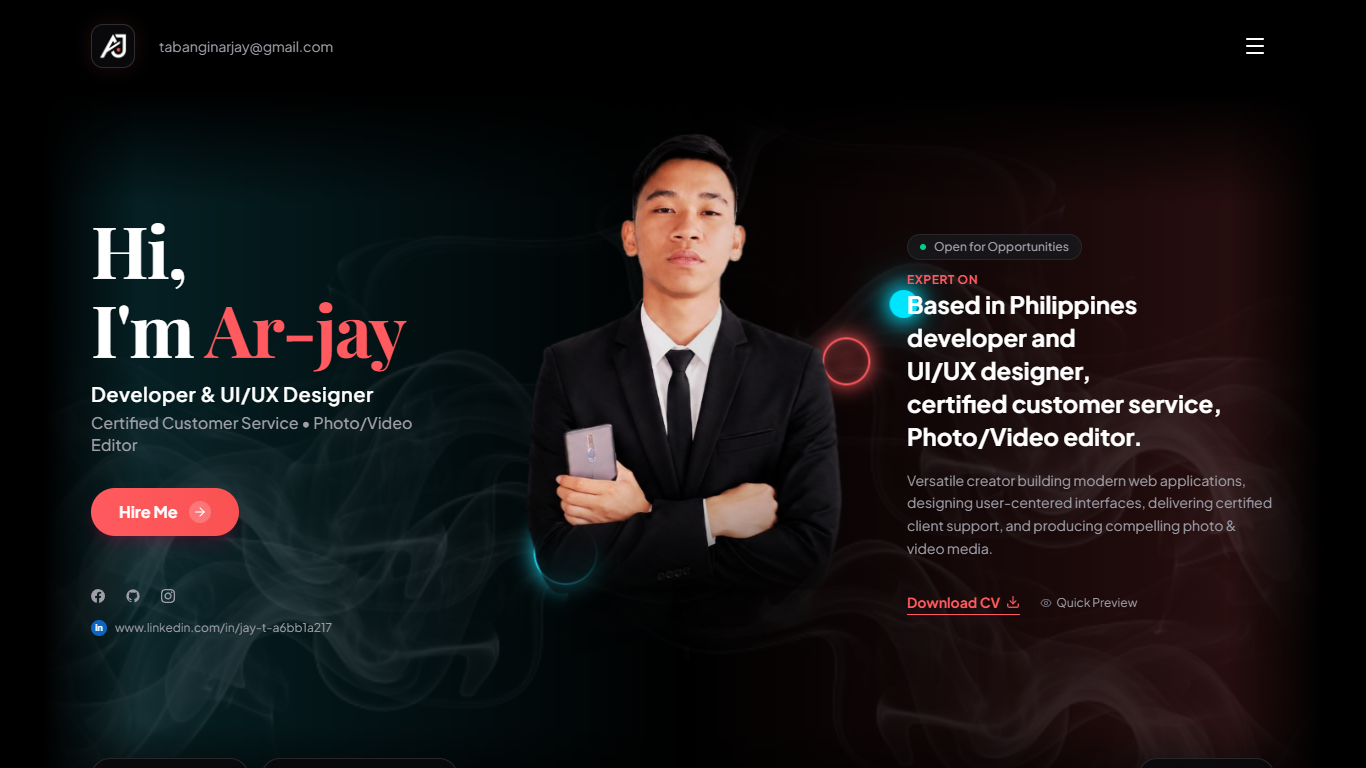 AJ
tabanginarjay@gmail.com
Hi,
I'm Ar-jay
Developer & UI/UX Designer
Certified Customer Service • Photo/Video
Editor
Hire Me
in
www.linkedin.com/in/jay-t-a6bb1a217
Open for Opportunities
EXPERT ON
Based in Philippines
developer and
UI/UX designer,
certified customer service,
Photo/Video editor.
Versatile creator building modern web applications,
designing user-centered interfaces, delivering certified
client support, and producing compelling photo &
video media.
Download CV
Quick Preview